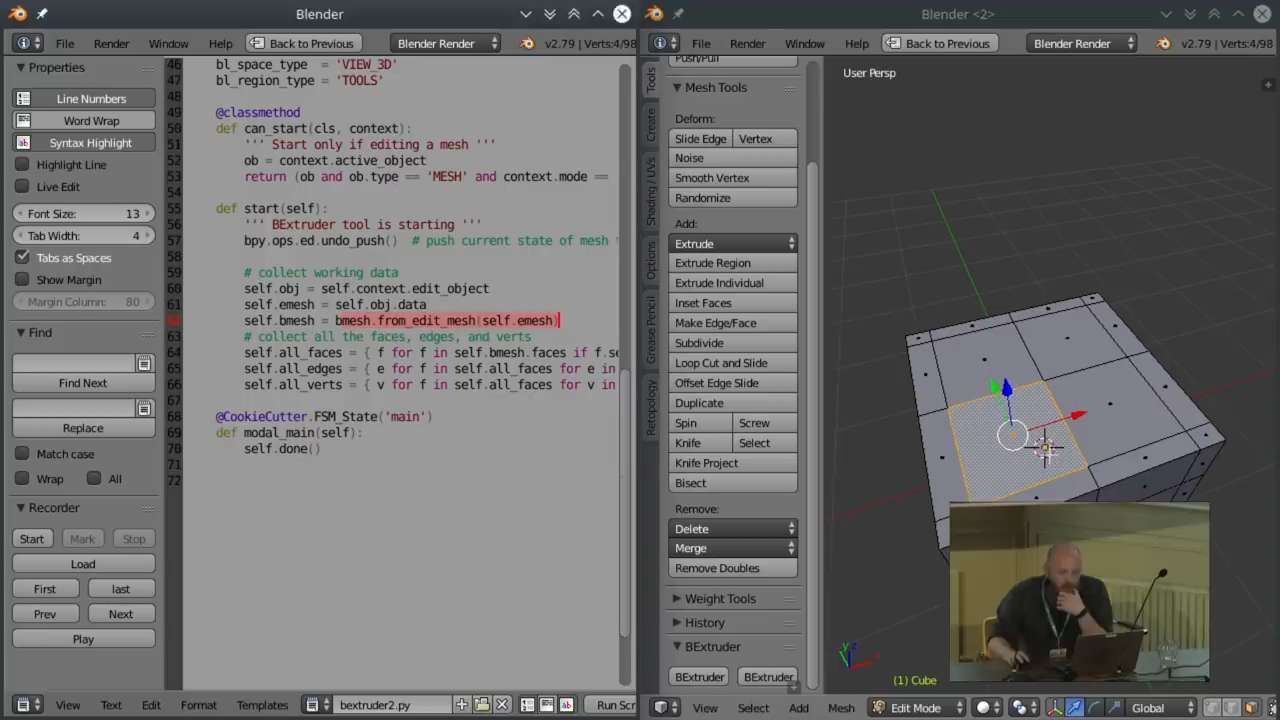 Blender
File Render Window Help Back to Previous Blender Render v2.79 | Verts:4/98
Properties
Line Numbers
Word Wrap
Syntax Highlight
Highlight Line
Live Edit
Font Size: 13
Tab Width: 4
Tabs as Spaces
Show Margin
Margin Column: 80
Find
Find Next
Replace
Match case
Wrap All
Recorder
Start Mark Stop
Load
First last
Prev Next
Play
46 bl_space_type = 'VIEW_3D'
47 bl_region_type = 'TOOLS'
48
49 @classmethod
50 def can_start(cls, context):
51 ''' Start only if editing a mesh '''
52 ob = context.active_object
53 return (ob and ob.type == 'MESH' and context.mode ==
54
55 def start(self):
56 ''' BExtruder tool is starting '''
57 bpy.ops.ed.undo_push() # push current state of mesh
58
59 # collect working data
60 self.obj = self.context.edit_object
61 self.emesh = self.obj.data
62 self.bmesh = bmesh.from_edit_mesh(self.emesh)
63 # collect all the faces, edges, and verts
64 self.all_faces = { f for f in self.bmesh.faces if f.se
65 self.all_edges = { e for f in self.all_faces for e in
66 self.all_verts = { v for f in self.all_faces for v in
67
68 @CookieCutter.FSM_State('main')
69 def modal_main(self):
70 self.done()
71
72
View Text Edit Format Templates bextruder2.py Run Scr
Blender <2>
File Render Window Help Back to Previous Blender Render v2.79 | Verts:4/98
Tools
Create
Shading / UVs
Options
Grease Pencil
Retopology
Push/Pull
Mesh Tools
Deform:
Slide Edge Vertex
Noise
Smooth Vertex
Randomize
Add:
Extrude
Extrude Region
Extrude Individual
Inset Faces
Make Edge/Face
Subdivide
Loop Cut and Slide
Offset Edge Slide
Duplicate
Spin Screw
Knife Select
Knife Project
Bisect
Remove:
Delete
Merge
Remove Doubles
Weight Tools
History
BExtruder
BExtruder BExtruder
User Persp
(1) Cube
View Select Add Mesh Edit Mode Global